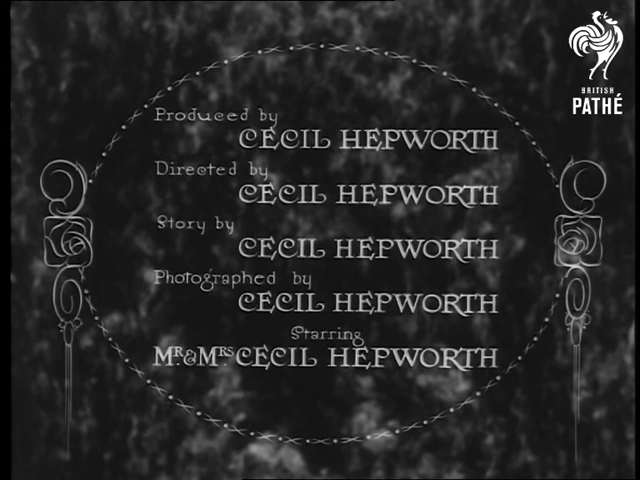 Produced by
CECIL HEPWORTH
Directed by
CECIL HEPWORTH
Story by
CECIL HEPWORTH
Photographed by
CECIL HEPWORTH
Starring
MR. & MRS. CECIL HEPWORTH
BRITISH
PATHÉ